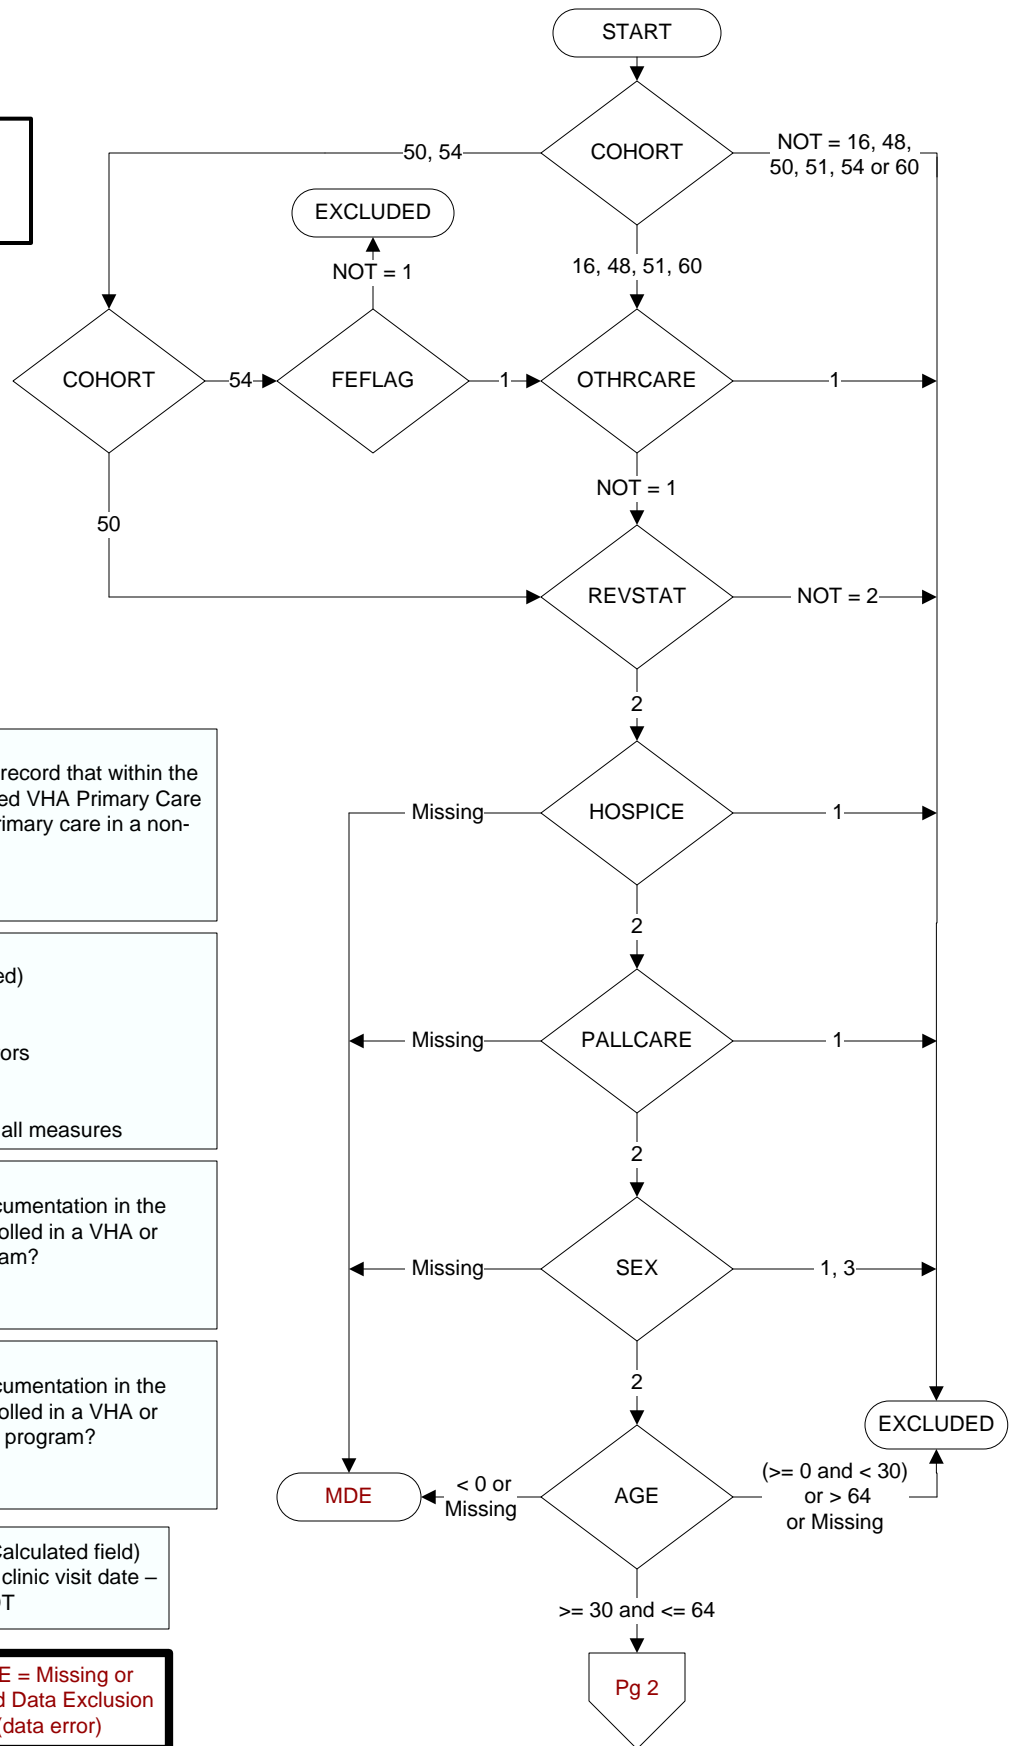 START
COHORT
50, 54
NOT = 16, 48,
50, 51, 54 or 60
EXCLUDED
NOT = 1
16, 48, 51, 60
COHORT
54
FEFLAG
1
OTHRCARE
1
NOT = 1
50
REVSTAT
NOT = 2
2
record that within the
ed VHA Primary Care
rimary care in a non-
Missing
HOSPICE
1
2
ed)
ors
all measures
Missing
PALLCARE
1
2
cumentation in the
olled in a VHA or
am?
Missing
SEX
1, 3
2
cumentation in the
olled in a VHA or
program?
EXCLUDED
MDE
< 0 or
Missing
AGE
(>= 0 and < 30)
or > 64
or Missing
Calculated field)
clinic visit date –
DT
>= 30 and <= 64
E = Missing or
d Data Exclusion
(data error)
Pg 2